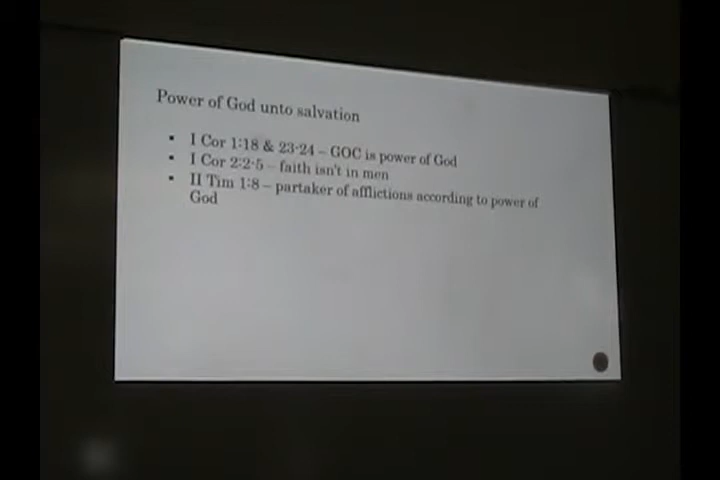 Power of God unto salvation
▪ I Cor 1:18 & 23-24 – GOC is power of God
▪ I Cor 2:2-5 – faith isn't in men
▪ II Tim 1:8 – partaker of afflictions according to power of
God